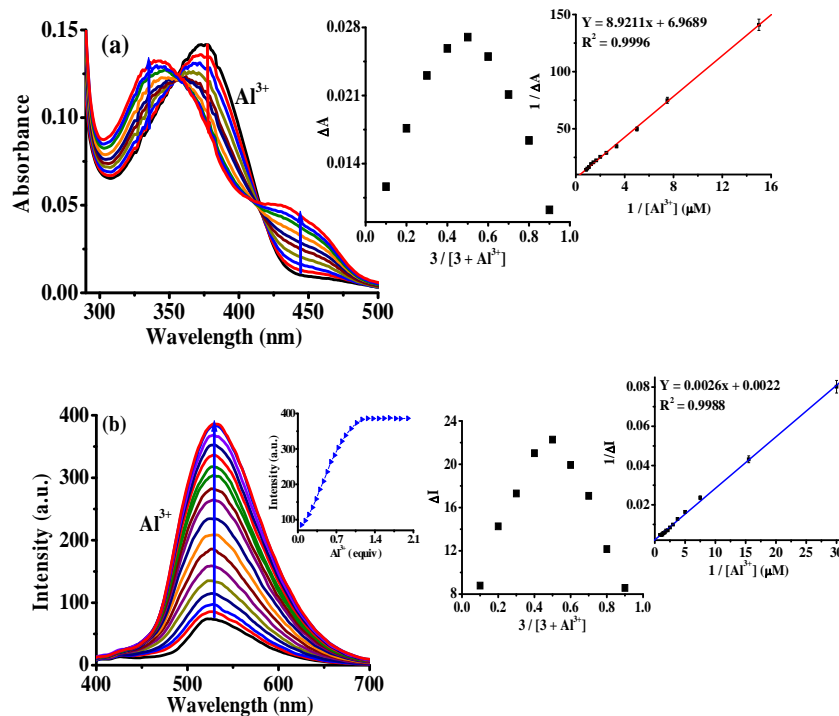 (a)
Al³⁺
0.15
0.10
0.05
0.00
Absorbance
300 350 400 450 500
Wavelength (nm)
0.028
0.021
0.014
ΔA
0.0 0.2 0.4 0.6 0.8 1.0
3 / [3 + Al³⁺]
Y = 8.9211x + 6.9689
R² = 0.9996
150
100
50
1 / ΔA
0 4 8 12 16
1 / [Al³⁺] (μM)
(b)
Al³⁺
400
300
200
100
0
Intensity (a.u.)
400 500 600 700
Wavelength (nm)
400
300
200
100
Intensity (a.u.)
0.0 0.7 1.4 2.1
Al³⁺ (equiv)
24
20
16
12
8
ΔI
0.0 0.2 0.4 0.6 0.8 1.0
3 / [3 + Al³⁺]
Y = 0.0026x + 0.0022
R² = 0.9988
0.08
0.06
0.04
0.02
1/ΔI
0 5 10 15 20 25 30
1 / [Al³⁺] (μM)